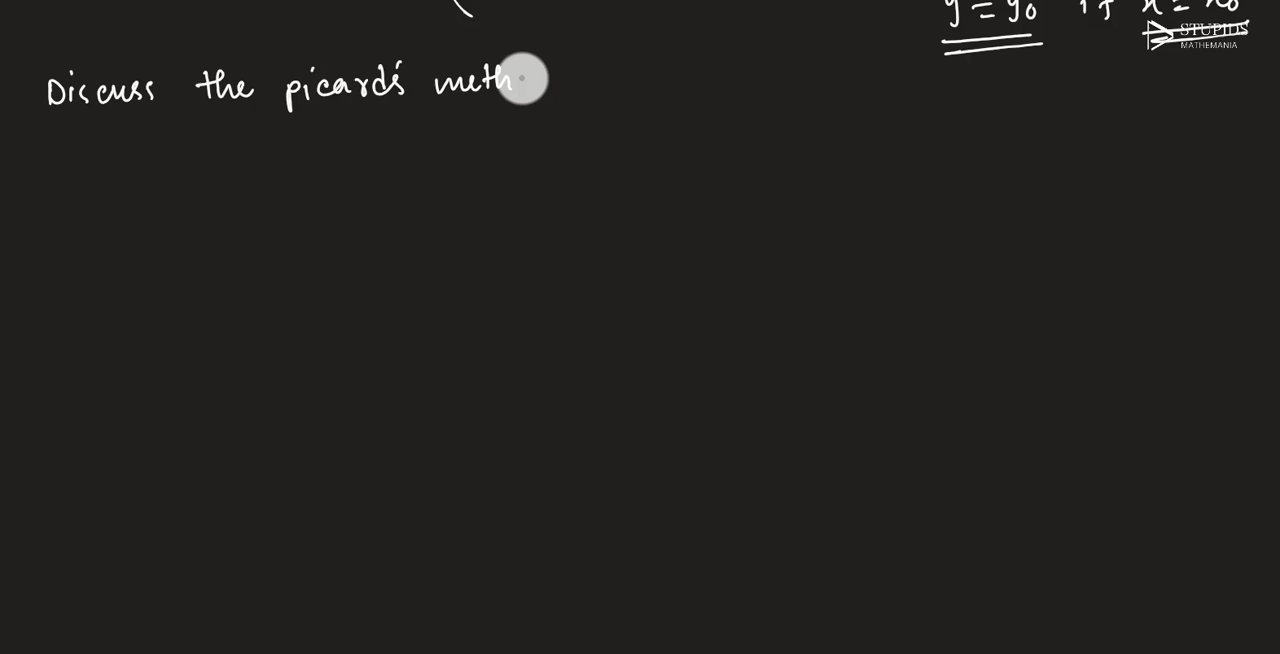 y = y₀ if x = x₀
STUPIDS
MATHEMANIA
Discuss the picard's meth